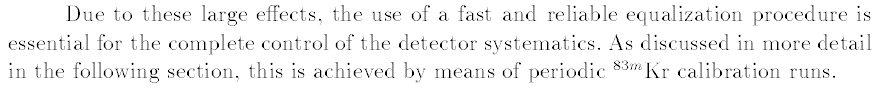 Due to these large effects, the use of a fast and reliable equalization procedure is
essential for the complete control of the detector systematics. As discussed in more detail
in the following section, this is achieved by means of periodic ⁸³ᵐKr calibration runs.